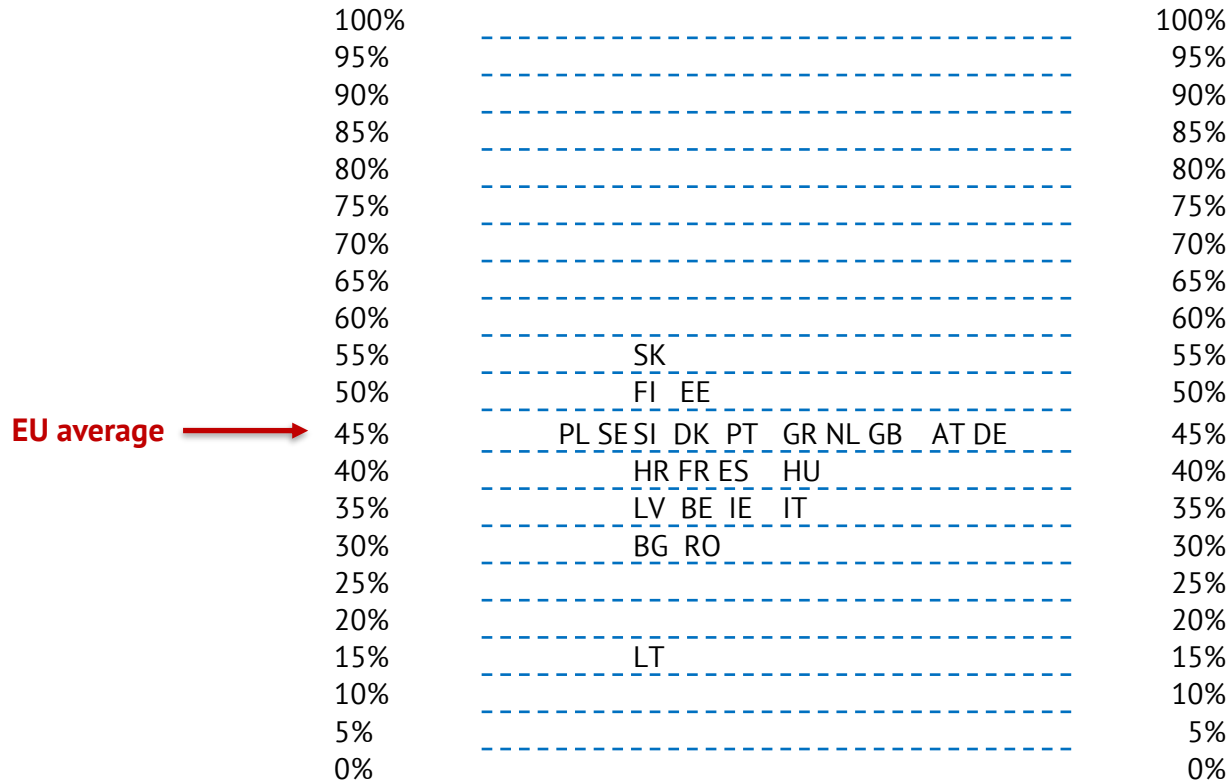 100% 100%
95% 95%
90% 90%
85% 85%
80% 80%
75% 75%
70% 70%
65% 65%
60% 60%
55% SK 55%
50% FI EE 50%
EU average 45% PL SE SI DK PT GR NL GB AT DE 45%
40% HR FR ES HU 40%
35% LV BE IE IT 35%
30% BG RO 30%
25% 25%
20% 20%
15% LT 15%
10% 10%
5% 5%
0% 0%